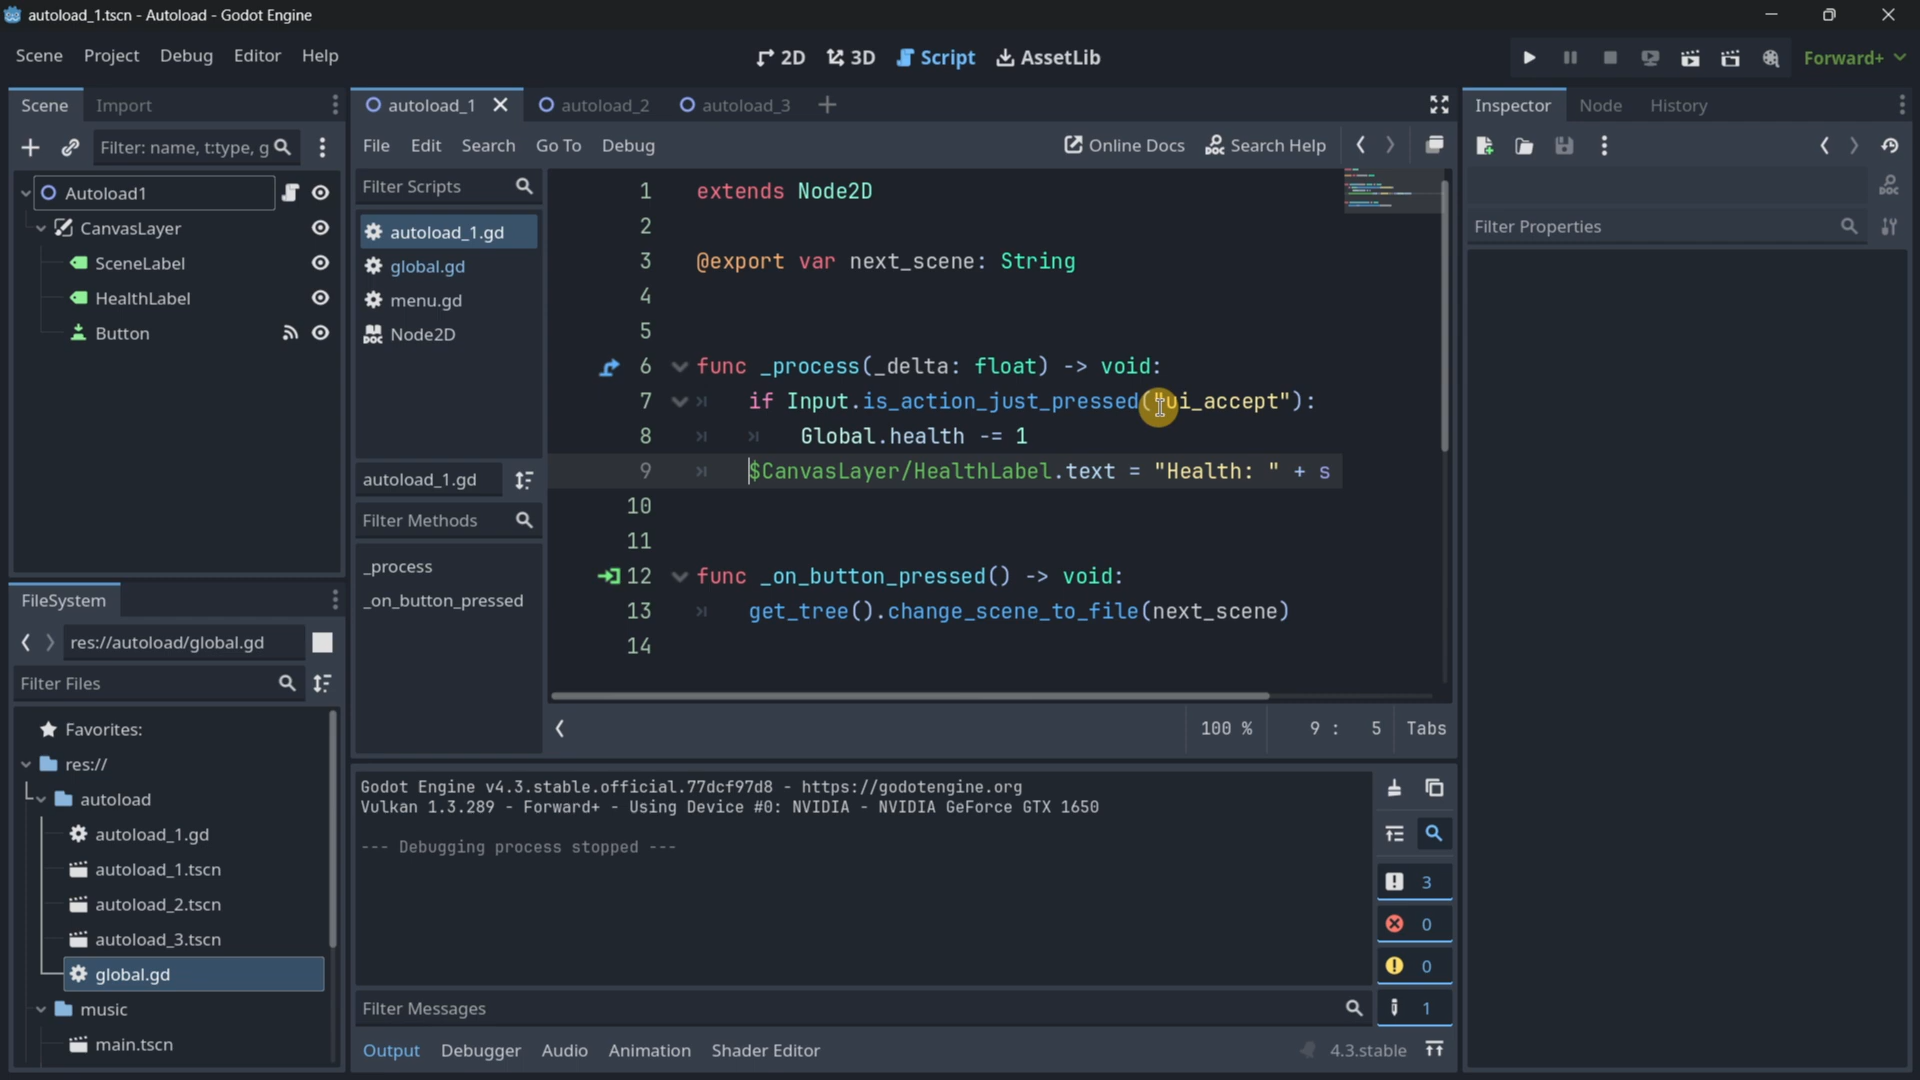 autoload_1.tscn - Autoload - Godot Engine
Scene Project Debug Editor Help
2D 3D Script AssetLib
Forward+
Scene Import
autoload_1 autoload_2 autoload_3
Inspector Node History
Filter: name, t:type, g
File Edit Search Go To Debug
Online Docs Search Help
Autoload1
CanvasLayer
SceneLabel
HealthLabel
Button
Filter Scripts
autoload_1.gd
global.gd
menu.gd
Node2D
autoload_1.gd
Filter Methods
_process
_on_button_pressed
1 extends Node2D
2
3 @export var next_scene: String
4
5
6 func _process(_delta: float) -> void:
7 if Input.is_action_just_pressed("ui_accept"):
8 Global.health -= 1
9 $CanvasLayer/HealthLabel.text = "Health: " + s
10
11
12 func _on_button_pressed() -> void:
13 get_tree().change_scene_to_file(next_scene)
14
100 % 9 : 5 Tabs
Filter Properties
FileSystem
res://autoload/global.gd
Filter Files
Favorites:
res://
autoload
autoload_1.gd
autoload_1.tscn
autoload_2.tscn
autoload_3.tscn
global.gd
music
main.tscn
Godot Engine v4.3.stable.official.77dcf97d8 - https://godotengine.org
Vulkan 1.3.289 - Forward+ - Using Device #0: NVIDIA - NVIDIA GeForce GTX 1650
--- Debugging process stopped ---
3
0
0
1
Filter Messages
Output Debugger Audio Animation Shader Editor
4.3.stable